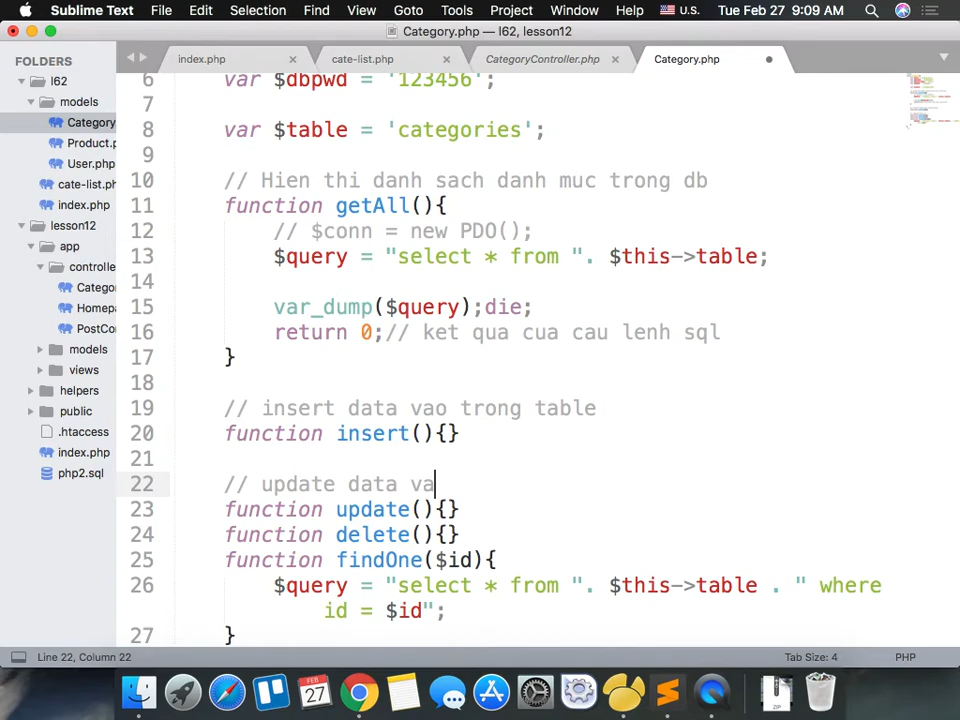 Sublime Text File Edit Selection Find View Goto Tools Project Window Help U.S. Tue Feb 27 9:09 AM
Category.php — l62, lesson12
FOLDERS
l62
models
Category
Product.p
User.php
cate-list.ph
index.php
lesson12
app
controlle
Catego
Homepa
PostCo
models
views
helpers
public
.htaccess
index.php
php2.sql
index.php cate-list.php CategoryController.php Category.php
6 var $dbpwd = '123456';
7
8 var $table = 'categories';
9
10 // Hien thi danh sach danh muc trong db
11 function getAll(){
12 // $conn = new PDO();
13 $query = "select * from ". $this->table;
14
15 var_dump($query);die;
16 return 0;// ket qua cua cau lenh sql
17 }
18
19 // insert data vao trong table
20 function insert(){}
21
22 // update data va
23 function update(){}
24 function delete(){}
25 function findOne($id){
26 $query = "select * from ". $this->table . " where
id = $id";
27 }
Line 22, Column 22 Tab Size: 4 PHP
FEB
27
ZIP